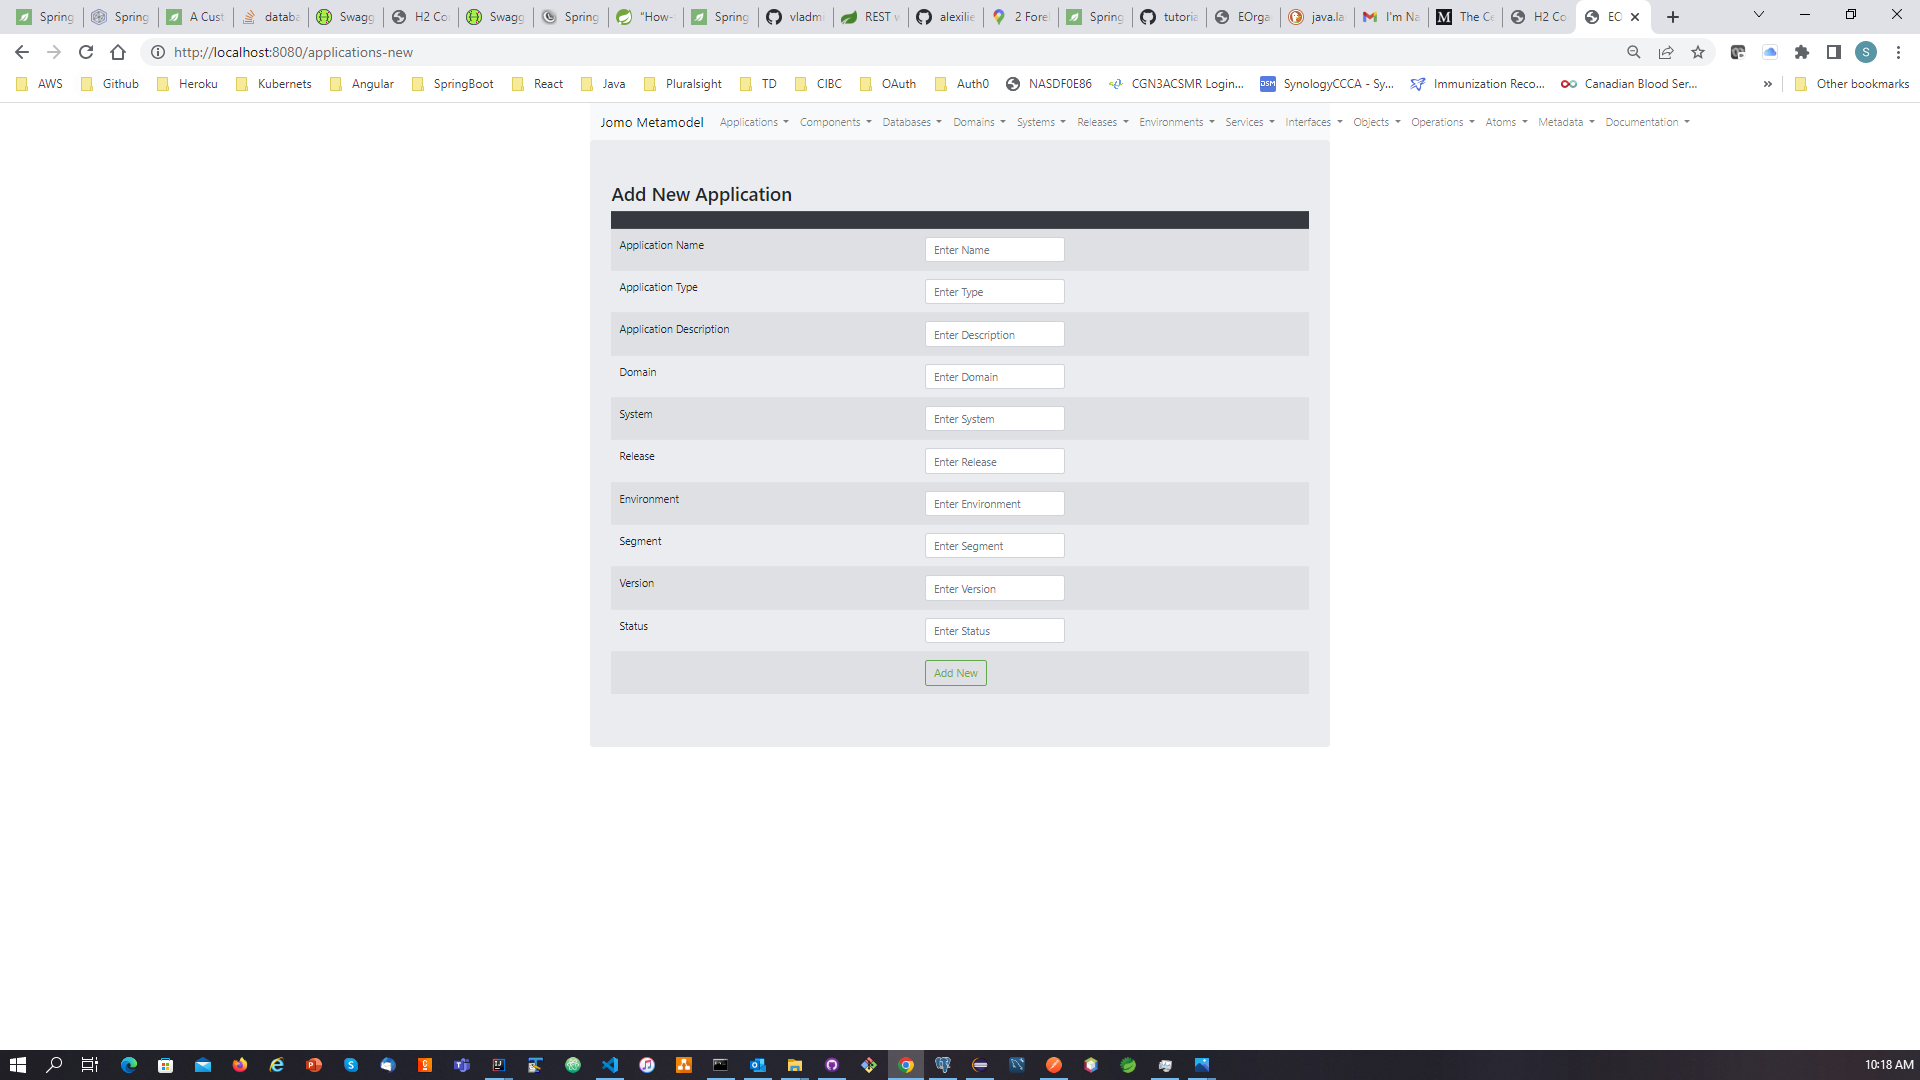 Spring Spring A Cust databa Swagg H2 Co Swagg Spring "How- Spring vladm REST w alexilie 2 Fore Spring tutoria EOrga java.la I'm Na The Ce H2 Co EO
http://localhost:8080/applications-new
AWS Github Heroku Kubernets Angular SpringBoot React Java Pluralsight TD CIBC OAuth Auth0 NASDF0E86 CGN3ACSMR Login... SynologyCCCA - Sy... Immunization Reco... Canadian Blood Ser... » Other bookmarks
Jomo Metamodel Applications Components Databases Domains Systems Releases Environments Services Interfaces Objects Operations Atoms Metadata Documentation
Add New Application
Application Name Enter Name
Application Type Enter Type
Application Description Enter Description
Domain Enter Domain
System Enter System
Release Enter Release
Environment Enter Environment
Segment Enter Segment
Version Enter Version
Status Enter Status
Add New
10:18 AM